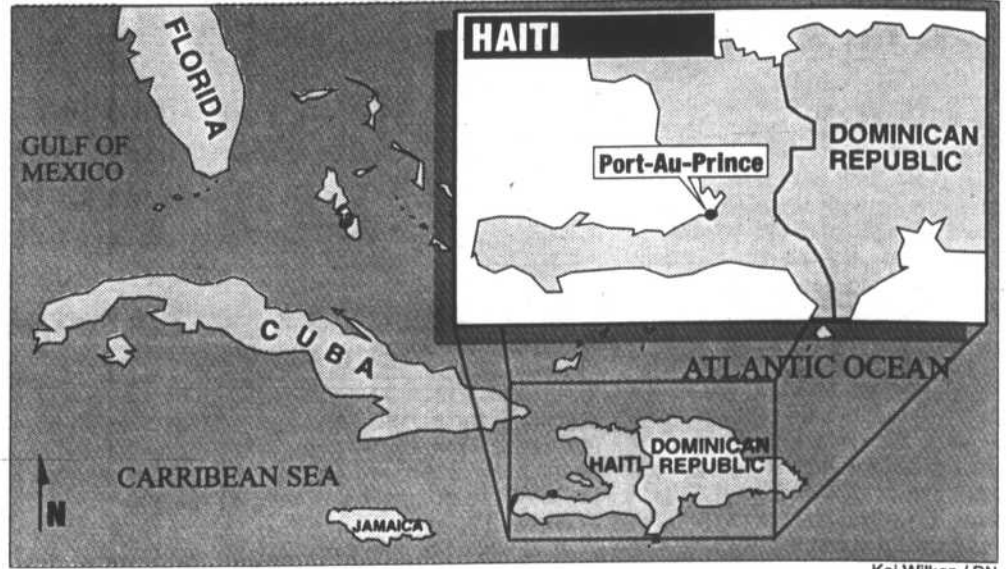 HAITI
FLORIDA
GULF OF
MEXICO
DOMINICAN
REPUBLIC
Port-Au-Prince
CUBA
ATLANTIC OCEAN
DOMINICAN
REPUBLIC
HAITI
CARRIBEAN SEA
N
JAMAICA